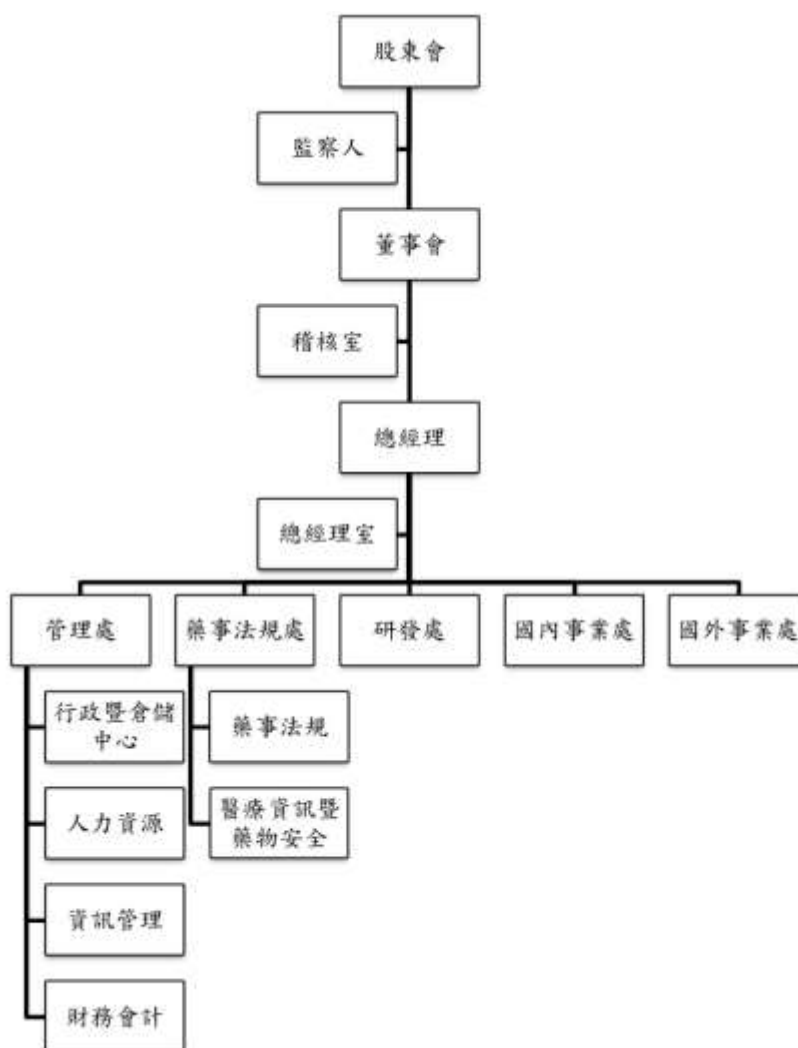 股東會
監察人
董事會
稽核室
總經理
總經理室
管理處
藥事法規處
研發處
國內事業處
國外事業處
行政暨倉儲
中心
藥事法規
人力資源
醫療資訊暨
藥物安全
資訊管理
財務會計